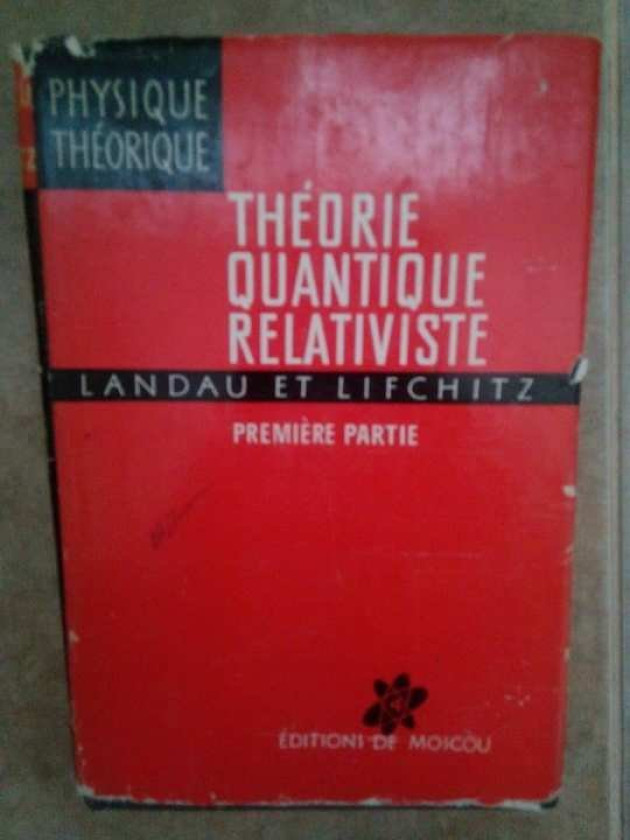 PHYSIQUE
THÉORIQUE
THÉORIE
QUANTIQUE
RELATIVISTE
LANDAU ET LIFCHITZ
PREMIÈRE PARTIE
ÉDITIONS DE MOSCOU